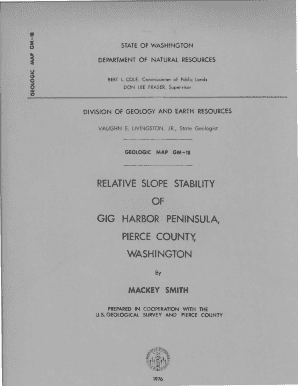 GEOLOGIC MAP GM-18
STATE OF WASHINGTON
DEPARTMENT OF NATURAL RESOURCES
BERT L. COLE, Commissioner of Public Lands
DON LEE FRASER, Supervisor
DIVISION OF GEOLOGY AND EARTH RESOURCES
VAUGHN E. LIVINGSTON, JR., State Geologist
GEOLOGIC MAP GM-18
RELATIVE SLOPE STABILITY
OF
GIG HARBOR PENINSULA,
PIERCE COUNTY,
WASHINGTON
By
MACKEY SMITH
PREPARED IN COOPERATION WITH THE
U.S. GEOLOGICAL SURVEY AND PIERCE COUNTY
1976